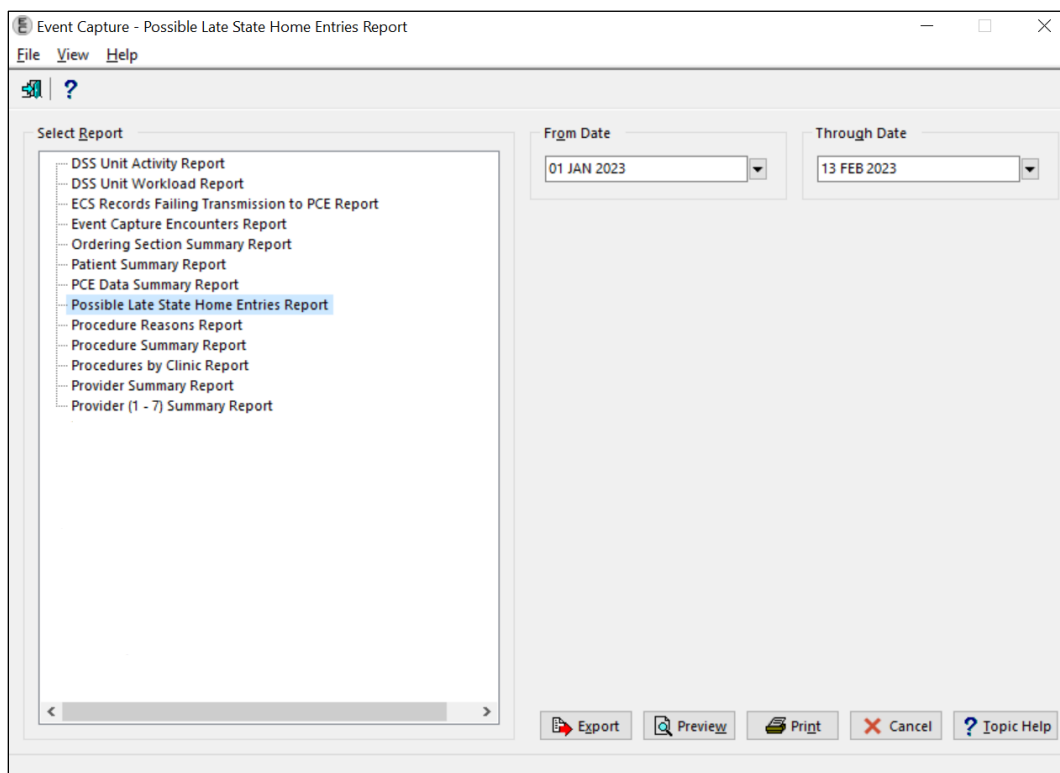 Event Capture - Possible Late State Home Entries Report
File View Help
Select Report
DSS Unit Activity Report
DSS Unit Workload Report
ECS Records Failing Transmission to PCE Report
Event Capture Encounters Report
Ordering Section Summary Report
Patient Summary Report
PCE Data Summary Report
Possible Late State Home Entries Report
Procedure Reasons Report
Procedure Summary Report
Procedures by Clinic Report
Provider Summary Report
Provider (1 - 7) Summary Report
From Date
01 JAN 2023
Through Date
13 FEB 2023
Export Preview Print Cancel Topic Help